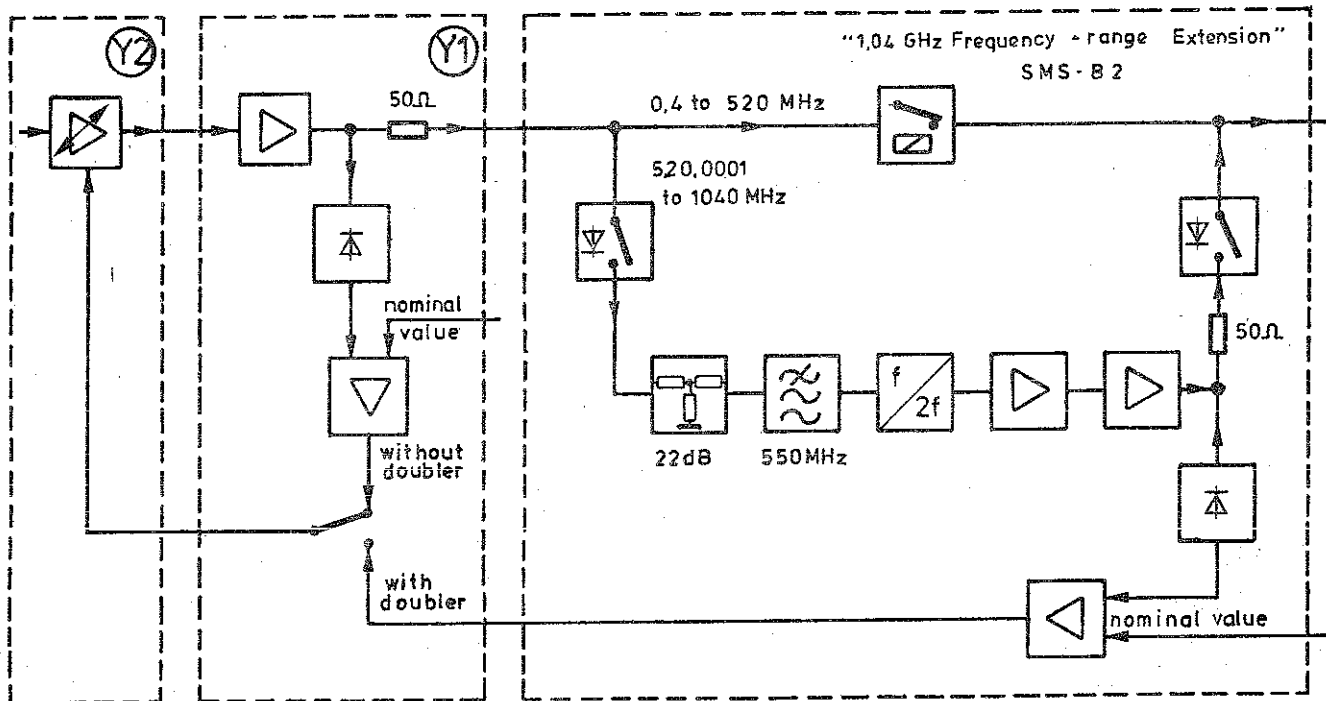 Y2
Y1
"1,04 GHz Frequency - range Extension"
SMS - B2
50Ω
0,4 to 520 MHz
520,0001
to 1040 MHz
nominal
value
50Ω
f
2f
without
doubler
22dB
550MHz
with
doubler
nominal value